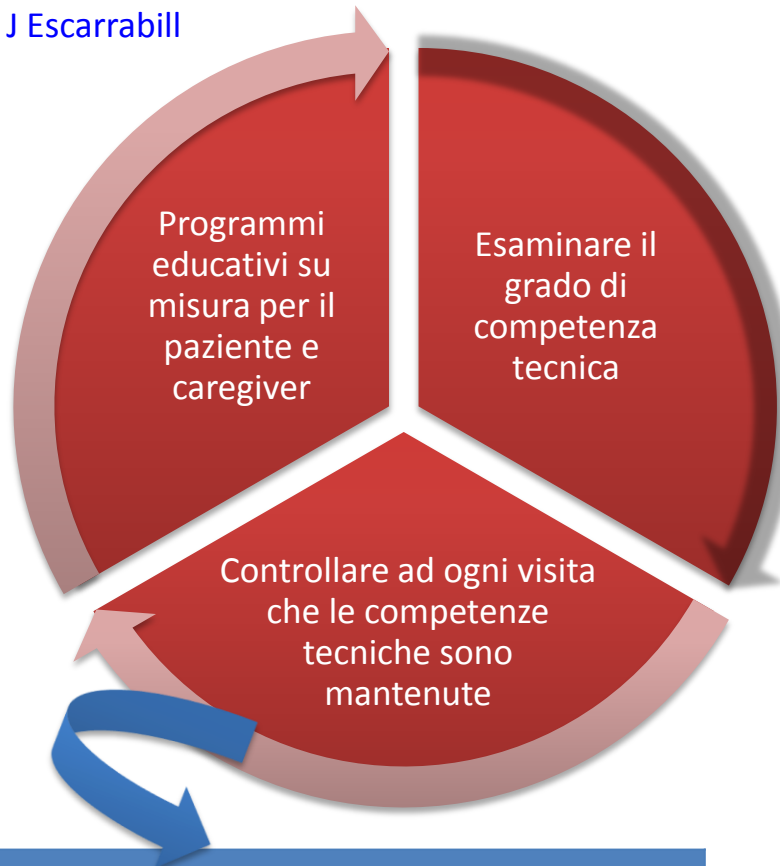 J Escarrabill
Programmi
educativi su
misura per il
paziente e
caregiver
Esaminare il
grado di
competenza
tecnica
Controllare ad ogni visita
che le competenze
tecniche sono
mantenute